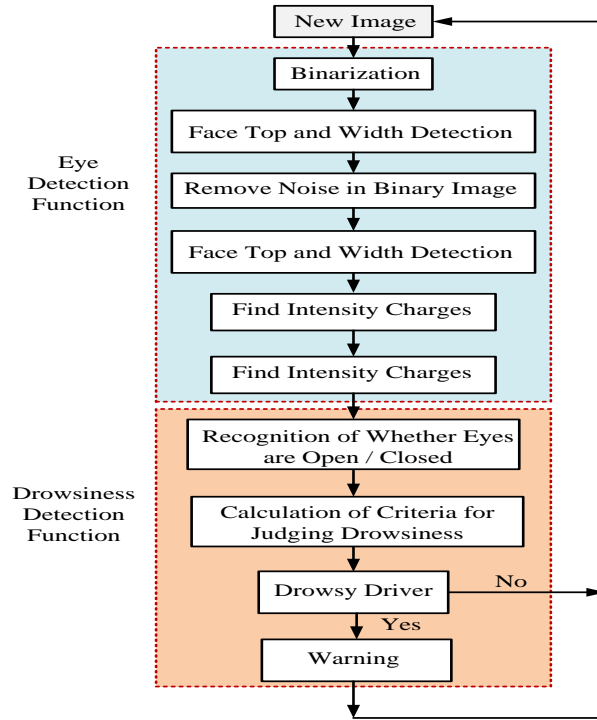 New Image
Binarization
Face Top and Width Detection
Eye
Detection
Function
Remove Noise in Binary Image
Face Top and Width Detection
Find Intensity Charges
Find Intensity Charges
Recognition of Whether Eyes
are Open / Closed
Drowsiness
Detection
Function
Calculation of Criteria for
Judging Drowsiness
Drowsy Driver
No
Yes
Warning